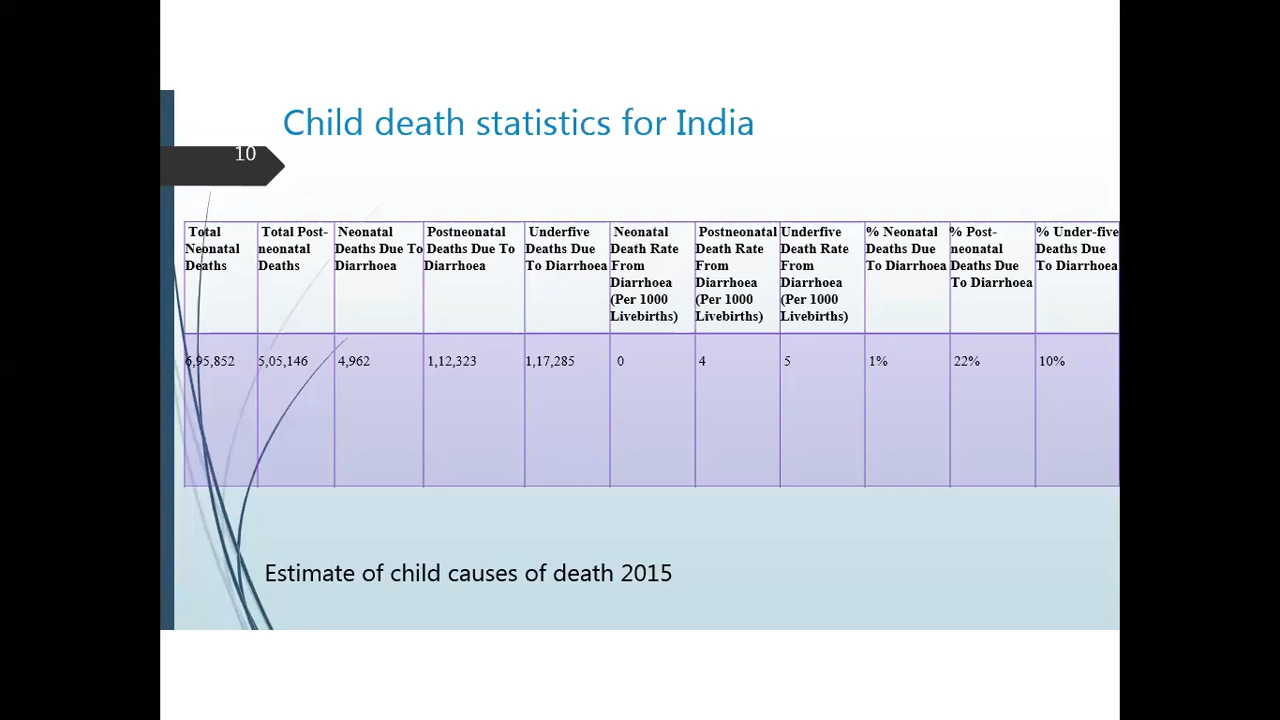 Child death statistics for India
10
Total
Neonatal
Deaths
Total Post-
neonatal
Deaths
Neonatal
Deaths Due To
Diarrhoea
Postneonatal
Deaths Due To
Diarrhoea
Underfive
Deaths Due
To Diarrhoea
Neonatal
Death Rate
From
Diarrhoea
(Per 1000
Livebirths)
Postneonatal
Death Rate
From
Diarrhoea
(Per 1000
Livebirths)
Underfive
Death Rate
From
Diarrhoea
(Per 1000
Livebirths)
% Neonatal
Deaths Due
To Diarrhoea
% Post-
neonatal
Deaths Due
To Diarrhoea
% Under-five
Deaths Due
To Diarrhoea
6,95,852
5,05,146
4,962
1,12,323
1,17,285
0
4
5
1%
22%
10%
Estimate of child causes of death 2015